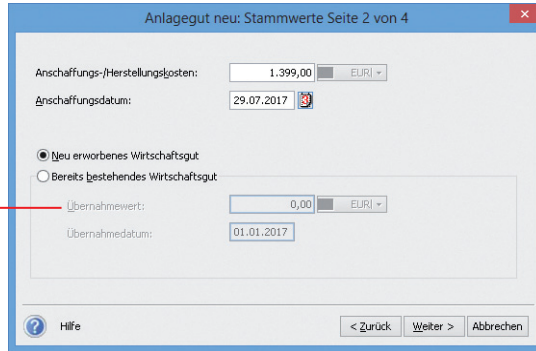 Anlagegut neu: Stammwerte Seite 2 von 4
Anschaffungs-/Herstellungskosten: 1.399,00 EUR
Anschaffungsdatum: 29.07.2017
Neu erworbenes Wirtschaftsgut
Bereits bestehendes Wirtschaftsgut
Übernahmewert: 0,00 EUR
Übernahmedatum: 01.01.2017
? Hilfe < Zurück Weiter > Abbrechen